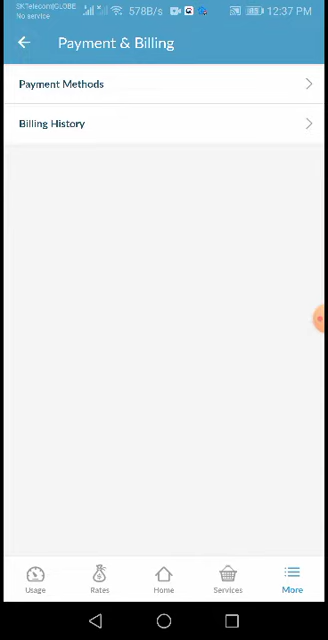 SKTelecom|GLOBE
No service
578B/s
12:37 PM
Payment & Billing
Payment Methods
Billing History
Usage
Rates
Home
Services
More